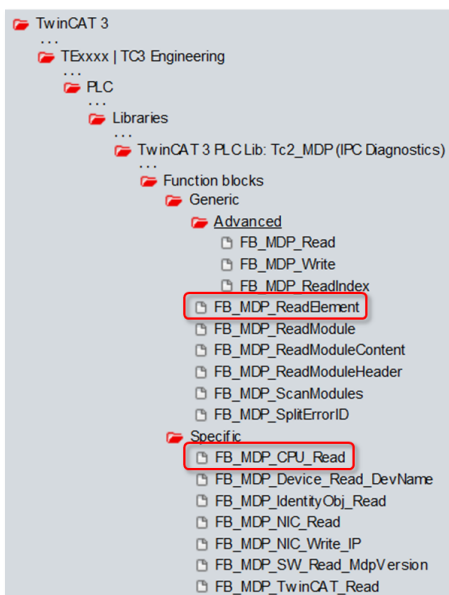 TwinCAT 3
...
TExxxx | TC3 Engineering
...
PLC
...
Libraries
...
TwinCAT 3 PLC Lib: Tc2_MDP (IPC Diagnostics)
...
Function blocks
Generic
Advanced
FB_MDP_Read
FB_MDP_Write
FB_MDP_ReadIndex
FB_MDP_ReadElement
FB_MDP_ReadModule
FB_MDP_ReadModuleContent
FB_MDP_ReadModuleHeader
FB_MDP_ScanModules
FB_MDP_SplitErrorID
Specific
FB_MDP_CPU_Read
FB_MDP_Device_Read_DevName
FB_MDP_IdentityObj_Read
FB_MDP_NIC_Read
FB_MDP_NIC_Write_IP
FB_MDP_SW_Read_MdpVersion
FB_MDP_TwinCAT_Read